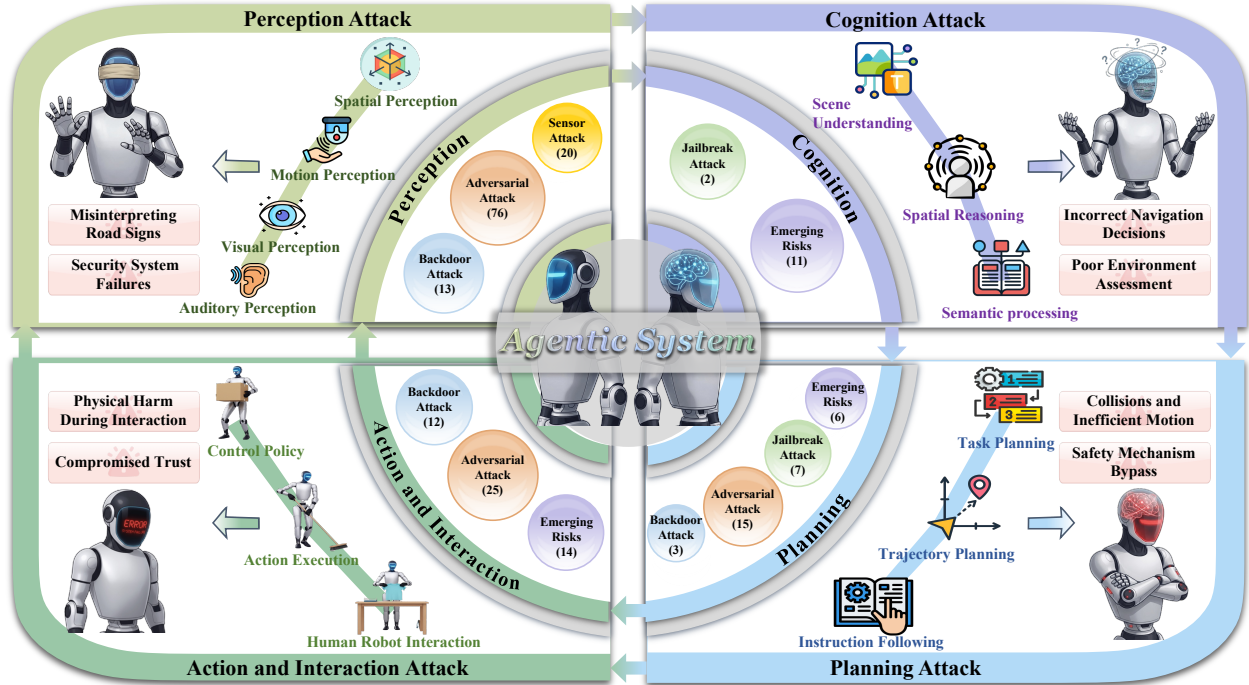 Perception Attack
Spatial Perception
Motion Perception
Visual Perception
Auditory Perception
Misinterpreting
Road Signs
Security System
Failures
Perception
Sensor
Attack
(20)
Adversarial
Attack
(76)
Backdoor
Attack
(13)
Cognition Attack
Cognition
Jailbreak
Attack
(2)
Emerging
Risks
(11)
T
Scene
Understanding
Spatial Reasoning
Semantic processing
? ? ? ?
Incorrect Navigation
Decisions
Poor Environment
Assessment
Agentic System
Physical Harm
During Interaction
Compromised Trust
ERROR
Control Policy
Action Execution
Human Robot Interaction
Action and Interaction
Backdoor
Attack
(12)
Adversarial
Attack
(25)
Emerging
Risks
(14)
Action and Interaction Attack
Emerging
Risks
(6)
Jailbreak
Attack
(7)
Adversarial
Attack
(15)
Backdoor
Attack
(3)
Planning
1
2
3
Task Planning
Trajectory Planning
Instruction Following
Collisions and
Inefficient Motion
Safety Mechanism
Bypass
Planning Attack